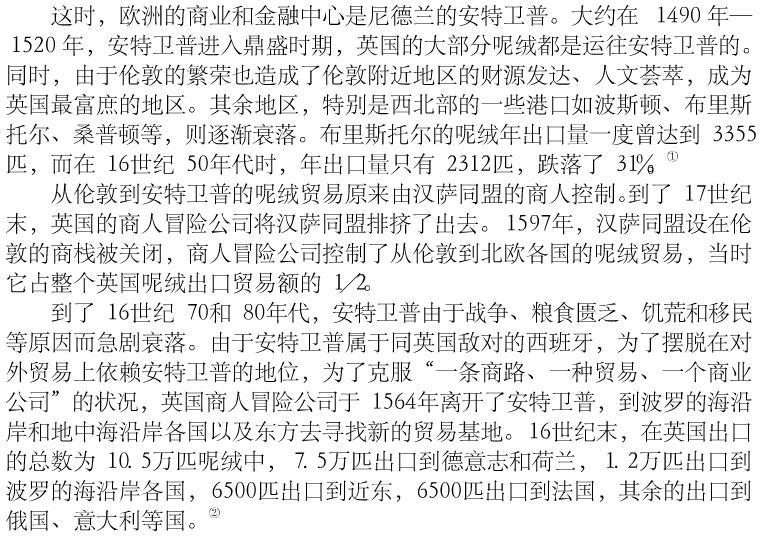 这时，欧洲的商业和金融中心是尼德兰的安特卫普。大约在 1490 年—
1520 年，安特卫普进入鼎盛时期，英国的大部分呢绒都是运往安特卫普的。
同时，由于伦敦的繁荣也造成了伦敦附近地区的财源发达、人文荟萃，成为
英国最富庶的地区。其余地区，特别是西北部的一些港口如波斯顿、布里斯
托尔、桑普顿等，则逐渐衰落。布里斯托尔的呢绒年出口量一度曾达到 3355
匹，而在 16世纪 50年代时，年出口量只有 2312匹，跌落了 31%。①
从伦敦到安特卫普的呢绒贸易原来由汉萨同盟的商人控制。到了 17世纪
末，英国的商人冒险公司将汉萨同盟排挤了出去。1597年，汉萨同盟设在伦
敦的商栈被关闭，商人冒险公司控制了从伦敦到北欧各国的呢绒贸易，当时
它占整个英国呢绒出口贸易额的 1/2。
到了 16世纪 70和 80年代，安特卫普由于战争、粮食匮乏、饥荒和移民
等原因而急剧衰落。由于安特卫普属于同英国敌对的西班牙，为了摆脱在对
外贸易上依赖安特卫普的地位，为了克服“一条商路、一种贸易、一个商业
公司”的状况，英国商人冒险公司于 1564年离开了安特卫普，到波罗的海沿
岸和地中海沿岸各国以及东方去寻找新的贸易基地。16世纪末，在英国出口
的总数为 10.5万匹呢绒中，7.5万匹出口到德意志和荷兰，1.2万匹出口到
波罗的海沿岸各国，6500匹出口到近东，6500匹出口到法国，其余的出口到
俄国、意大利等国。②